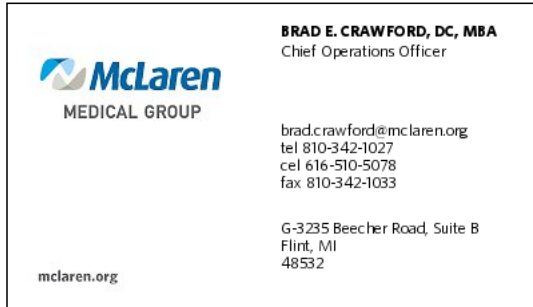 McLaren
MEDICAL GROUP
mclaren.org
BRAD E. CRAWFORD, DC, MBA
Chief Operations Officer
brad.crawford@mclaren.org
tel 810-342-1027
cel 616-510-5078
fax 810-342-1033
G-3235 Beecher Road, Suite B
Flint, MI
48532